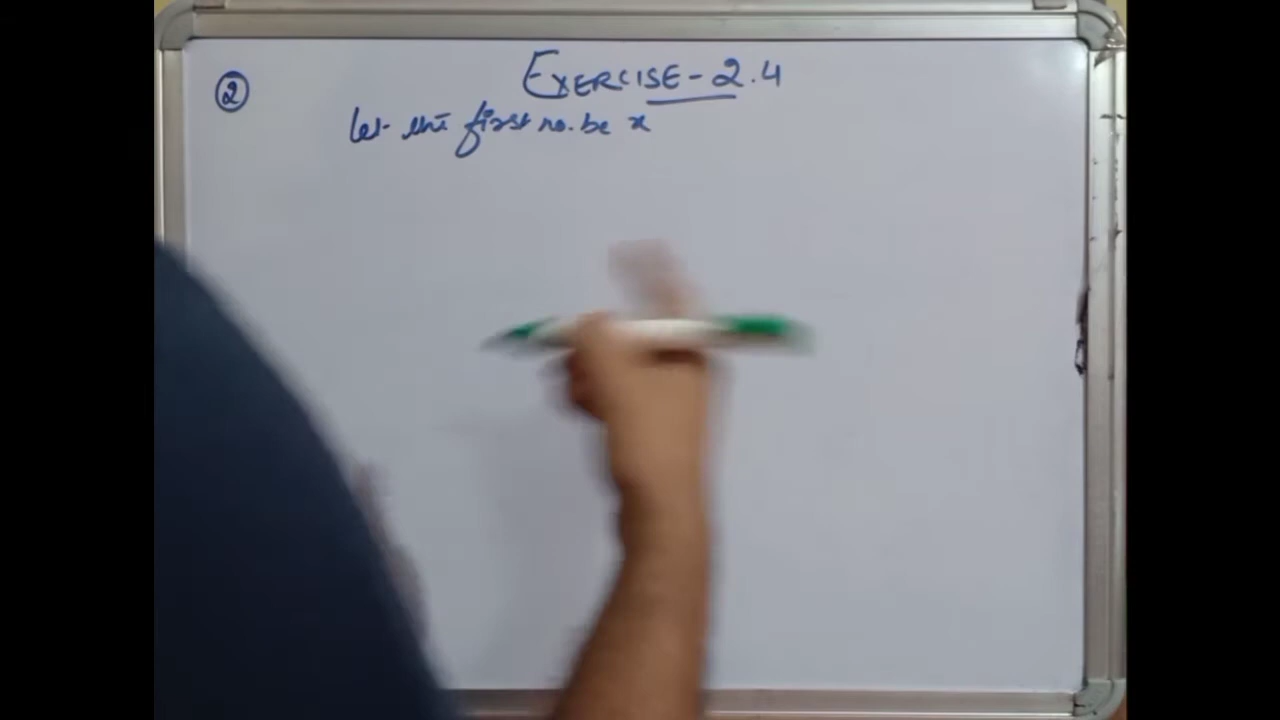 Exercise - 2.4
②
let the first no. be x